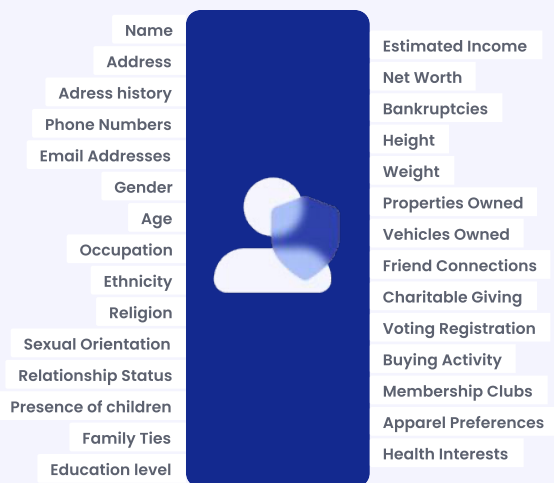 Name
Address
Adress history
Phone Numbers
Email Addresses
Gender
Age
Occupation
Ethnicity
Religion
Sexual Orientation
Relationship Status
Presence of children
Family Ties
Education level
Estimated Income
Net Worth
Bankruptcies
Height
Weight
Properties Owned
Vehicles Owned
Friend Connections
Charitable Giving
Voting Registration
Buying Activity
Membership Clubs
Apparel Preferences
Health Interests